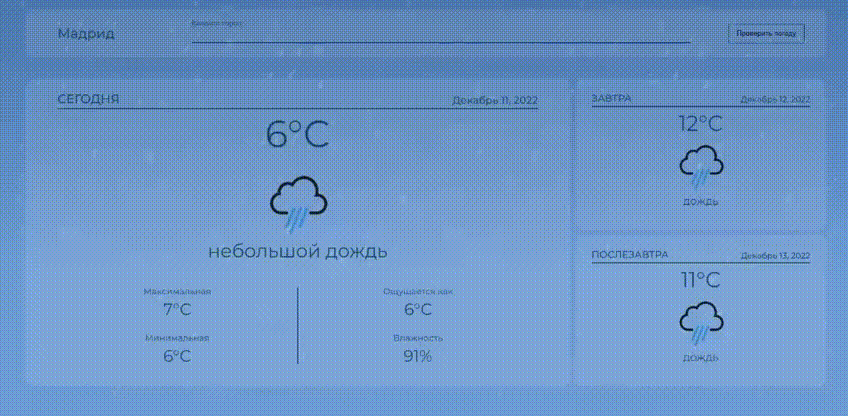 Мадрид
Введите город
Проверить погоду
СЕГОДНЯ
Декабрь 11, 2022
6°C
небольшой дождь
Максимальная
7°C
Минимальная
6°C
Ощущается как
6°C
Влажность
91%
ЗАВТРА
Декабрь 12, 2022
12°C
дождь
ПОСЛЕЗАВТРА
Декабрь 13, 2022
11°C
дождь